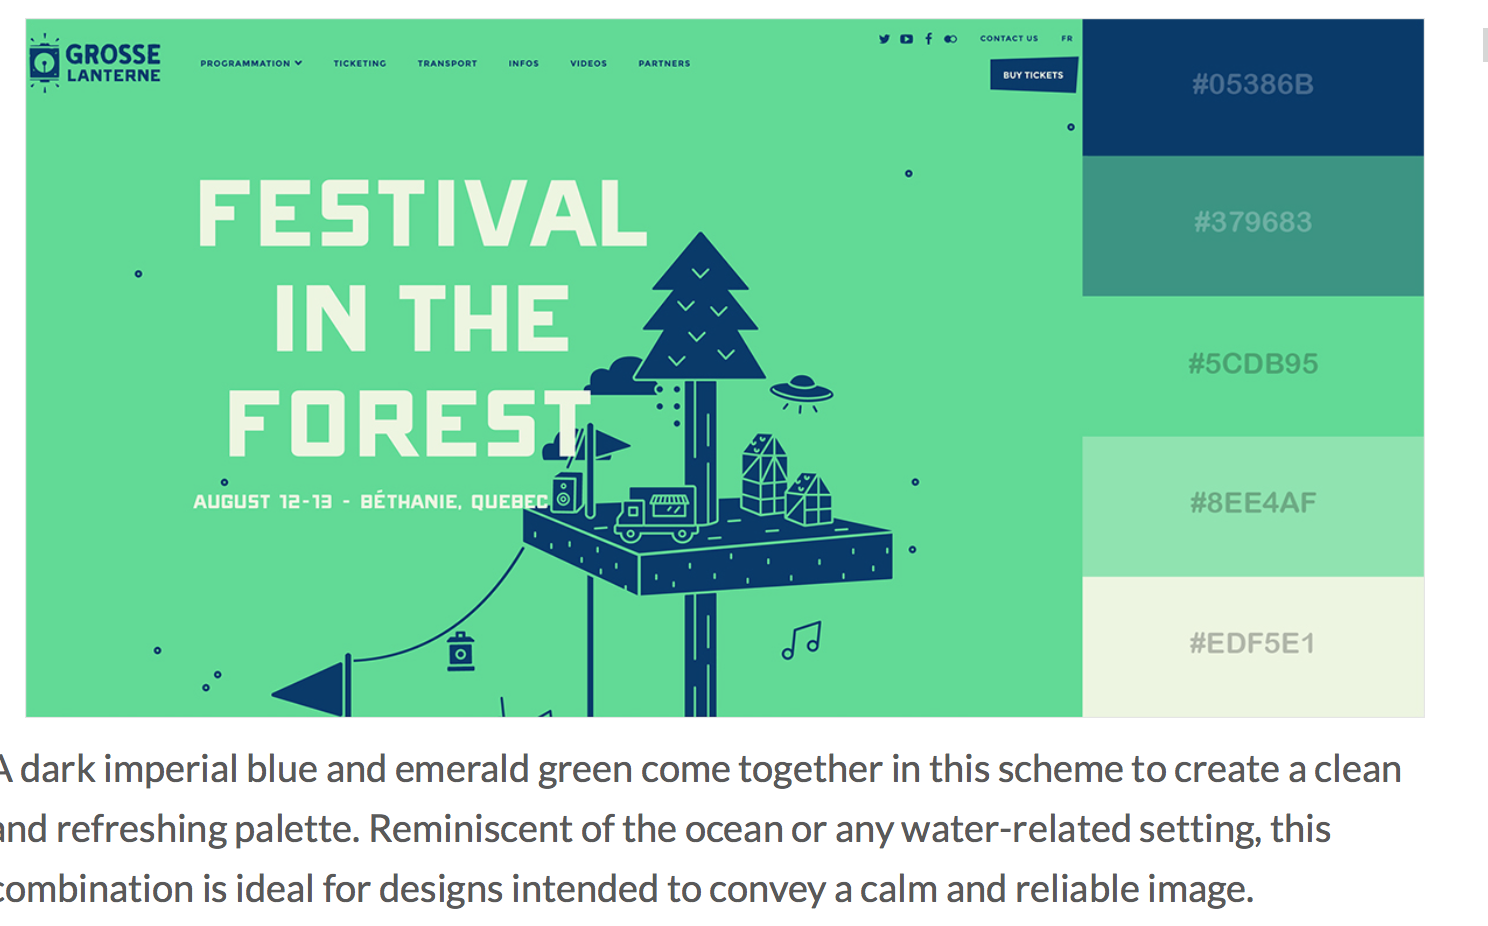 GROSSE
LANTERNE
PROGRAMMATION TICKETING TRANSPORT INFOS VIDEOS PARTNERS
CONTACT US FR
BUY TICKETS
FESTIVAL
IN THE
FOREST
AUGUST 12-13 - BÉTHANIE, QUEBEC
#05386B
#379683
#5CDB95
#8EE4AF
#EDF5E1
A dark imperial blue and emerald green come together in this scheme to create a clean
and refreshing palette. Reminiscent of the ocean or any water-related setting, this
combination is ideal for designs intended to convey a calm and reliable image.